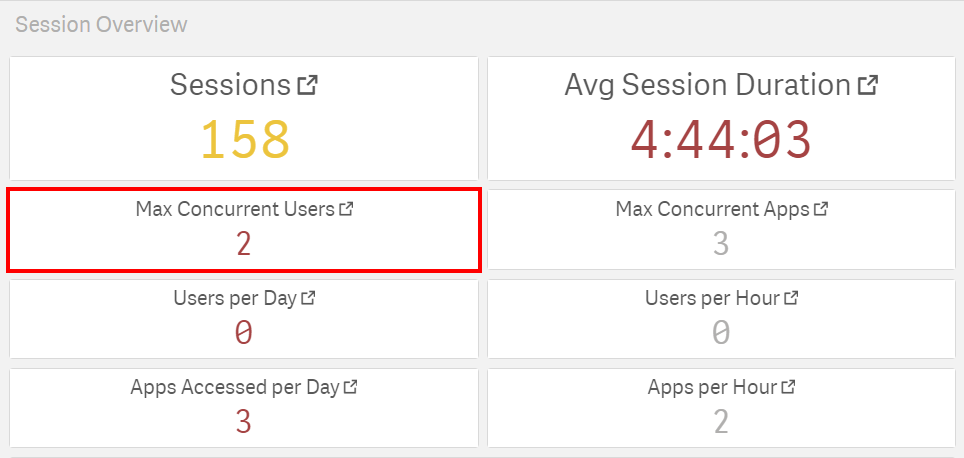 Session Overview
Sessions
158
Avg Session Duration
4:44:03
Max Concurrent Users
2
Max Concurrent Apps
3
Users per Day
0
Users per Hour
0
Apps Accessed per Day
3
Apps per Hour
2